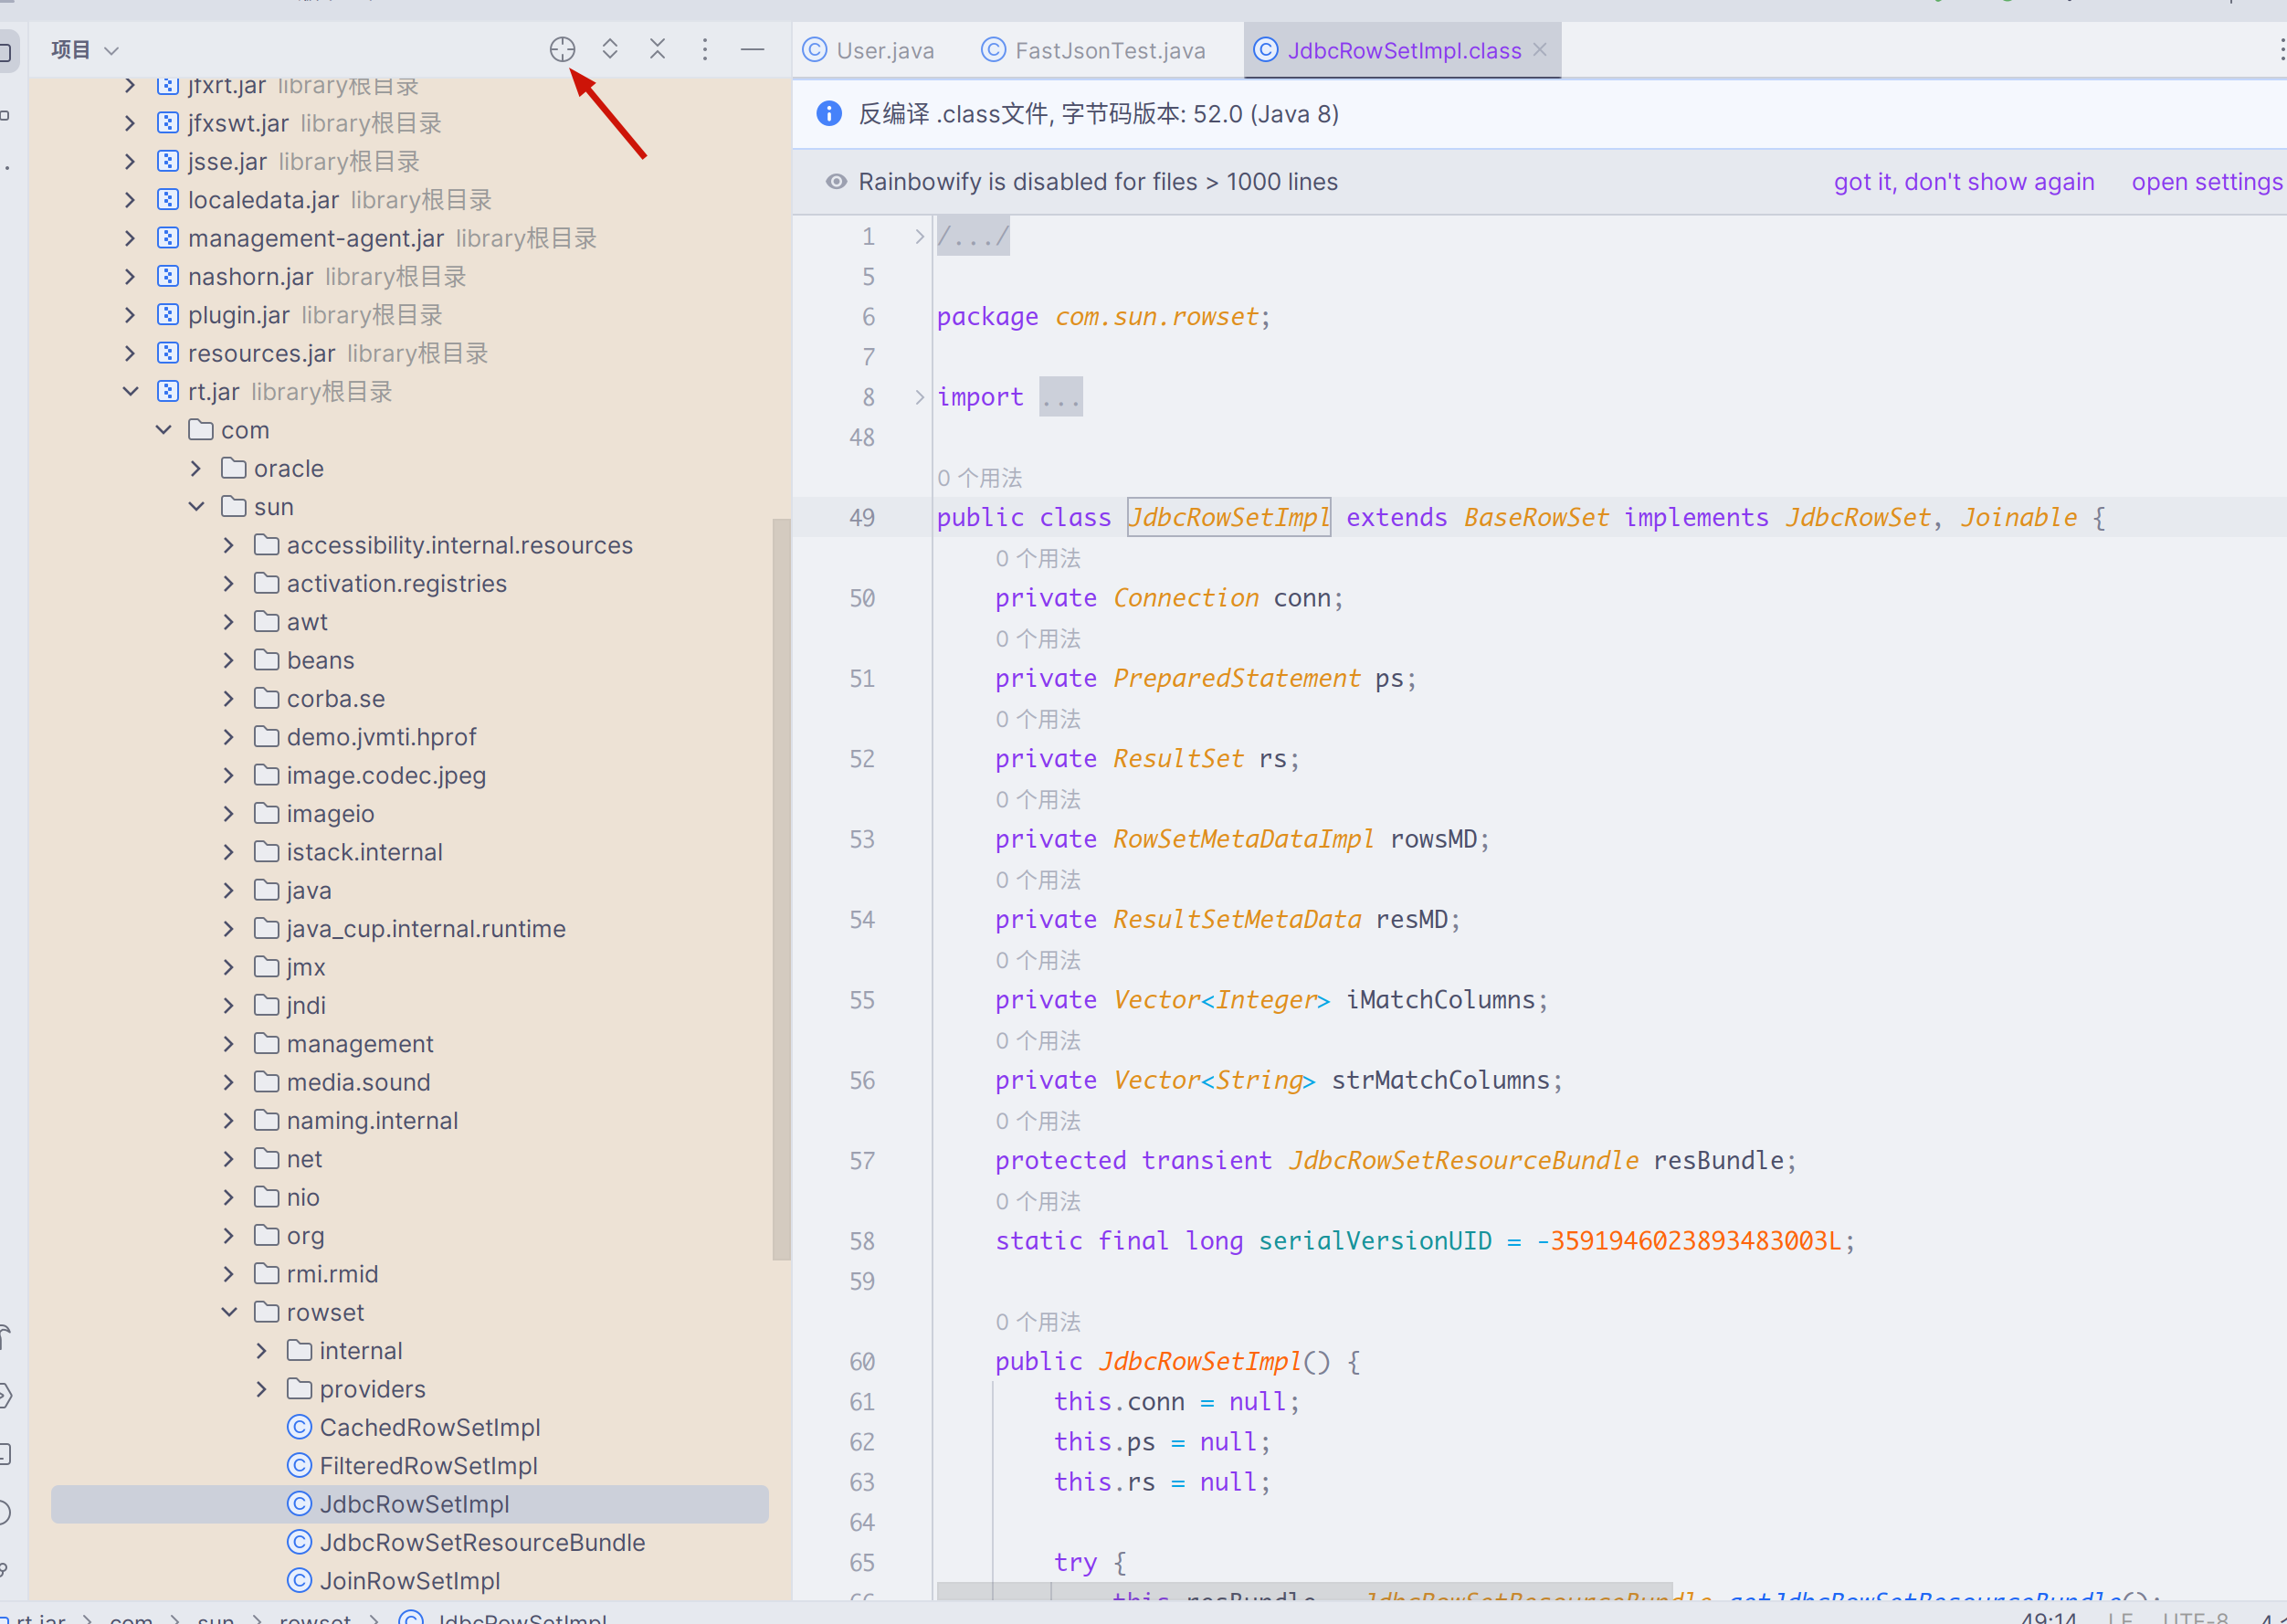 项目
jfxrt.jar library根目录
jfxswt.jar library根目录
jsse.jar library根目录
localedata.jar library根目录
management-agent.jar library根目录
nashorn.jar library根目录
plugin.jar library根目录
resources.jar library根目录
rt.jar library根目录
com
oracle
sun
accessibility.internal.resources
activation.registries
awt
beans
corba.se
demo.jvmti.hprof
image.codec.jpeg
imageio
istack.internal
java
java_cup.internal.runtime
jmx
jndi
management
media.sound
naming.internal
net
nio
org
rmi.rmid
rowset
internal
providers
CachedRowSetImpl
FilteredRowSetImpl
JdbcRowSetImpl
JdbcRowSetResourceBundle
JoinRowSetImpl
User.java FastJsonTest.java JdbcRowSetImpl.class
反编译 .class文件, 字节码版本: 52.0 (Java 8)
Rainbowify is disabled for files > 1000 lines got it, don't show again open settings
1 /.../
5
6 package com.sun.rowset;
7
8 import ...
48
0 个用法
49 public class JdbcRowSetImpl extends BaseRowSet implements JdbcRowSet, Joinable {
0 个用法
50 private Connection conn;
0 个用法
51 private PreparedStatement ps;
0 个用法
52 private ResultSet rs;
0 个用法
53 private RowSetMetaDataImpl rowsMD;
0 个用法
54 private ResultSetMetaData resMD;
0 个用法
55 private Vector<Integer> iMatchColumns;
0 个用法
56 private Vector<String> strMatchColumns;
0 个用法
57 protected transient JdbcRowSetResourceBundle resBundle;
0 个用法
58 static final long serialVersionUID = -3591946023893483003L;
59
0 个用法
60 public JdbcRowSetImpl() {
61 this.conn = null;
62 this.ps = null;
63 this.rs = null;
64
65 try {
66 this.resBundle = JdbcRowSetResourceBundle.getJdbcRowSetResourceBundle();
rt.jar > com > sun > rowset > JdbcRowSetImpl
49:14 LF UTF-8